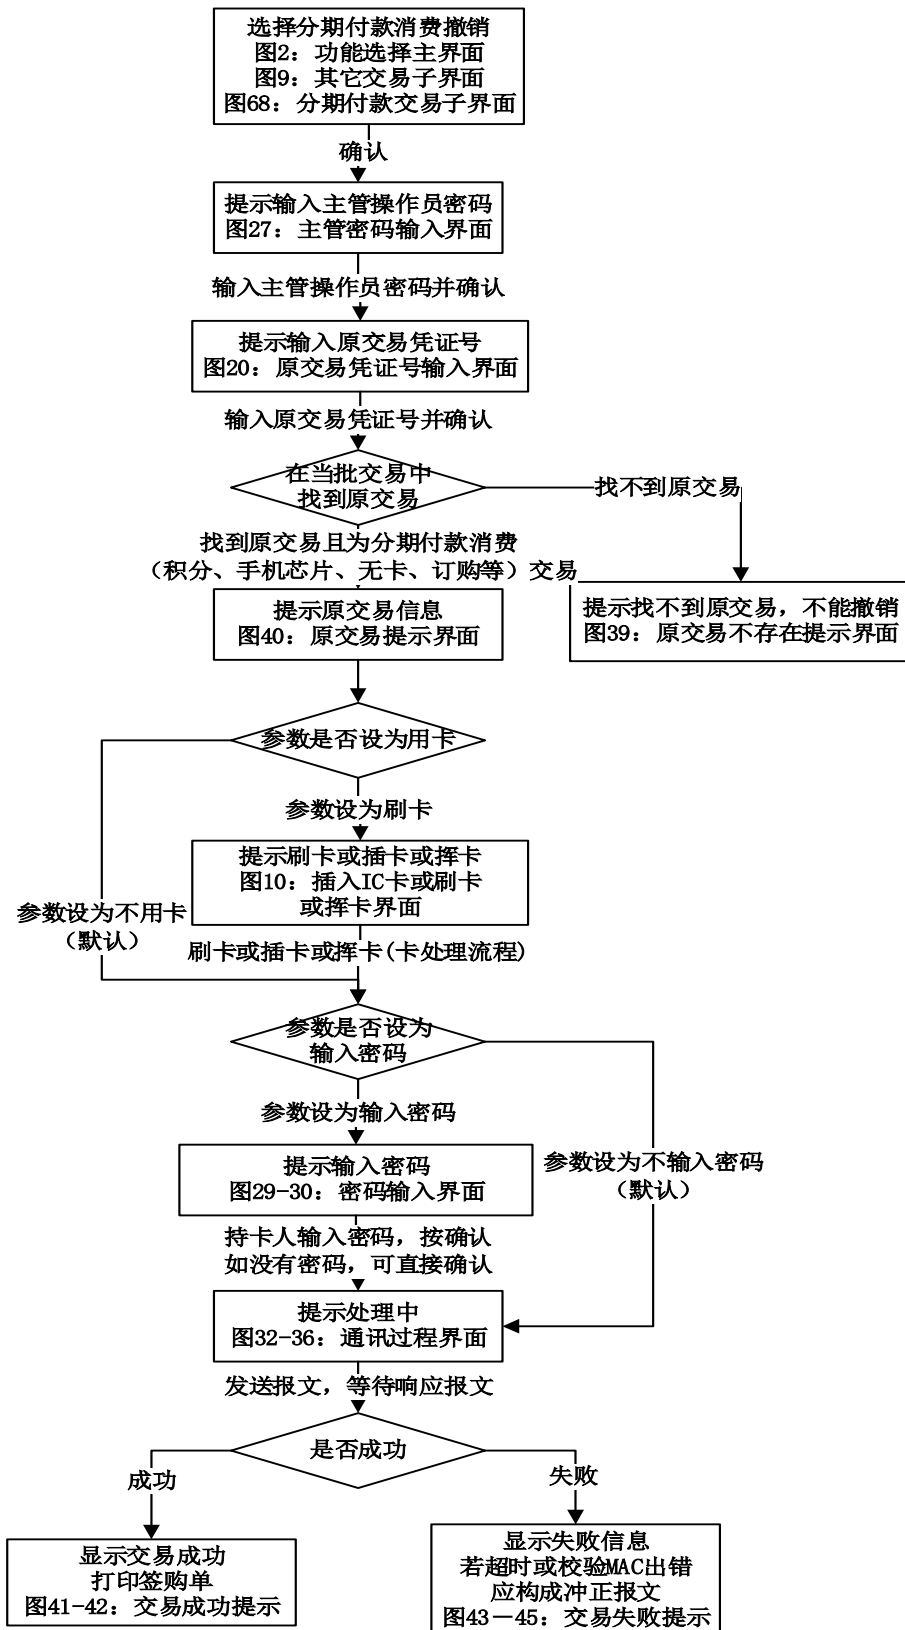 选择分期付款消费撤销
图2：功能选择主界面
图9：其它交易子界面
图68：分期付款交易子界面
确认
提示输入主管操作员密码
图27：主管密码输入界面
输入主管操作员密码并确认
提示输入原交易凭证号
图20：原交易凭证号输入界面
输入原交易凭证号并确认
在当批交易中
找到原交易
找不到原交易
找到原交易且为分期付款消费
（积分、手机芯片、无卡、订购等）交易
提示找不到原交易，不能撤销
图39：原交易不存在提示界面
提示原交易信息
图40：原交易提示界面
参数是否设为用卡
参数设为刷卡
提示刷卡或插卡或挥卡
图10：插入IC卡或刷卡
或挥卡界面
参数设为不用卡
（默认）
刷卡或插卡或挥卡(卡处理流程)
参数是否设为
输入密码
参数设为输入密码
提示输入密码
图29-30：密码输入界面
参数设为不输入密码
（默认）
持卡人输入密码，按确认
如没有密码，可直接确认
提示处理中
图32-36：通讯过程界面
发送报文，等待响应报文
是否成功
成功
失败
显示交易成功
打印签购单
图41-42：交易成功提示
显示失败信息
若超时或校验MAC出错
应构成冲正报文
图43－45：交易失败提示